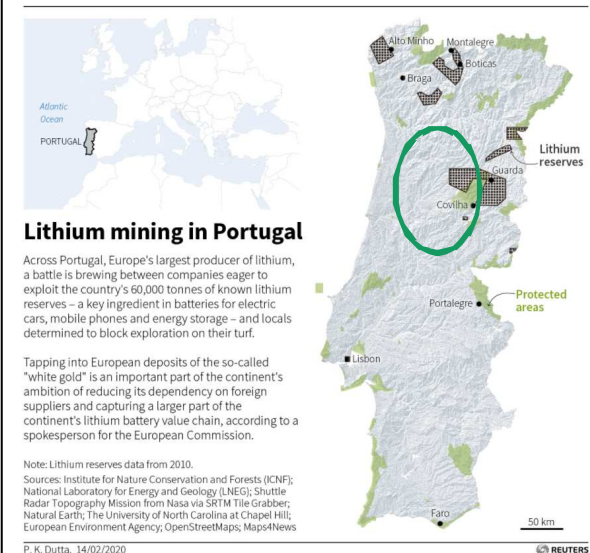 Atlantic
Ocean
PORTUGAL
Lithium mining in Portugal
Across Portugal, Europe's largest producer of lithium,
a battle is brewing between companies eager to
exploit the country's 60,000 tonnes of known lithium
reserves – a key ingredient in batteries for electric
cars, mobile phones and energy storage – and locals
determined to block exploration on their turf.
Tapping into European deposits of the so-called
"white gold" is an important part of the continent's
ambition of reducing its dependency on foreign
suppliers and capturing a larger part of the
continent's lithium battery value chain, according to a
spokesperson for the European Commission.
Note: Lithium reserves data from 2010.
Sources: Institute for Nature Conservation and Forests (ICNF);
National Laboratory for Energy and Geology (LNEG); Shuttle
Radar Topography Mission from Nasa via SRTM Tile Grabber;
Natural Earth; The University of North Carolina at Chapel Hill;
European Environment Agency; OpenStreetMaps; Maps4News
P. K. Dutta, 14/02/2020
Alto Minho
Montalegre
Boticas
Braga
Lithium
reserves
Guarda
Covilha
Protected
areas
Portalegre
Lisbon
Faro
50 km
REUTERS